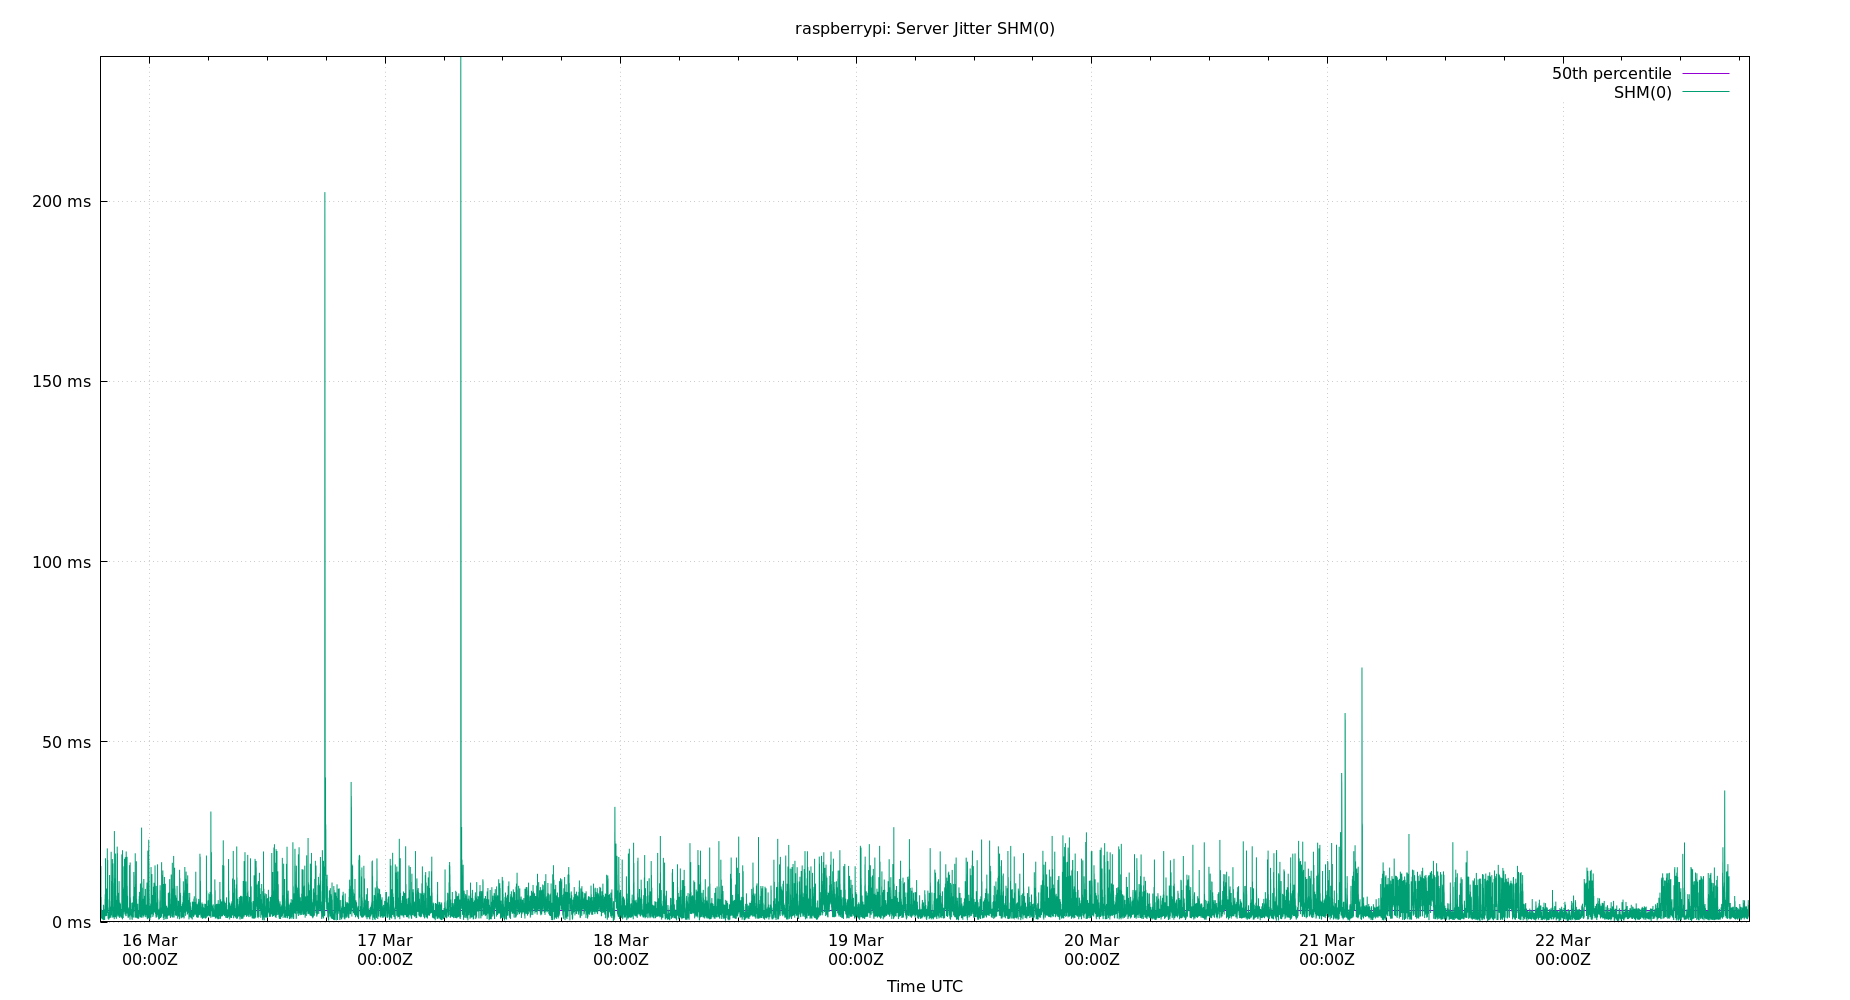 raspberrypi: Server Jitter SHM(0)
50th percentile
SHM(0)
200 ms
150 ms
100 ms
50 ms
0 ms
16 Mar 17 Mar 18 Mar 19 Mar 20 Mar 21 Mar 22 Mar
00:00Z 00:00Z 00:00Z 00:00Z 00:00Z 00:00Z 00:00Z
Time UTC